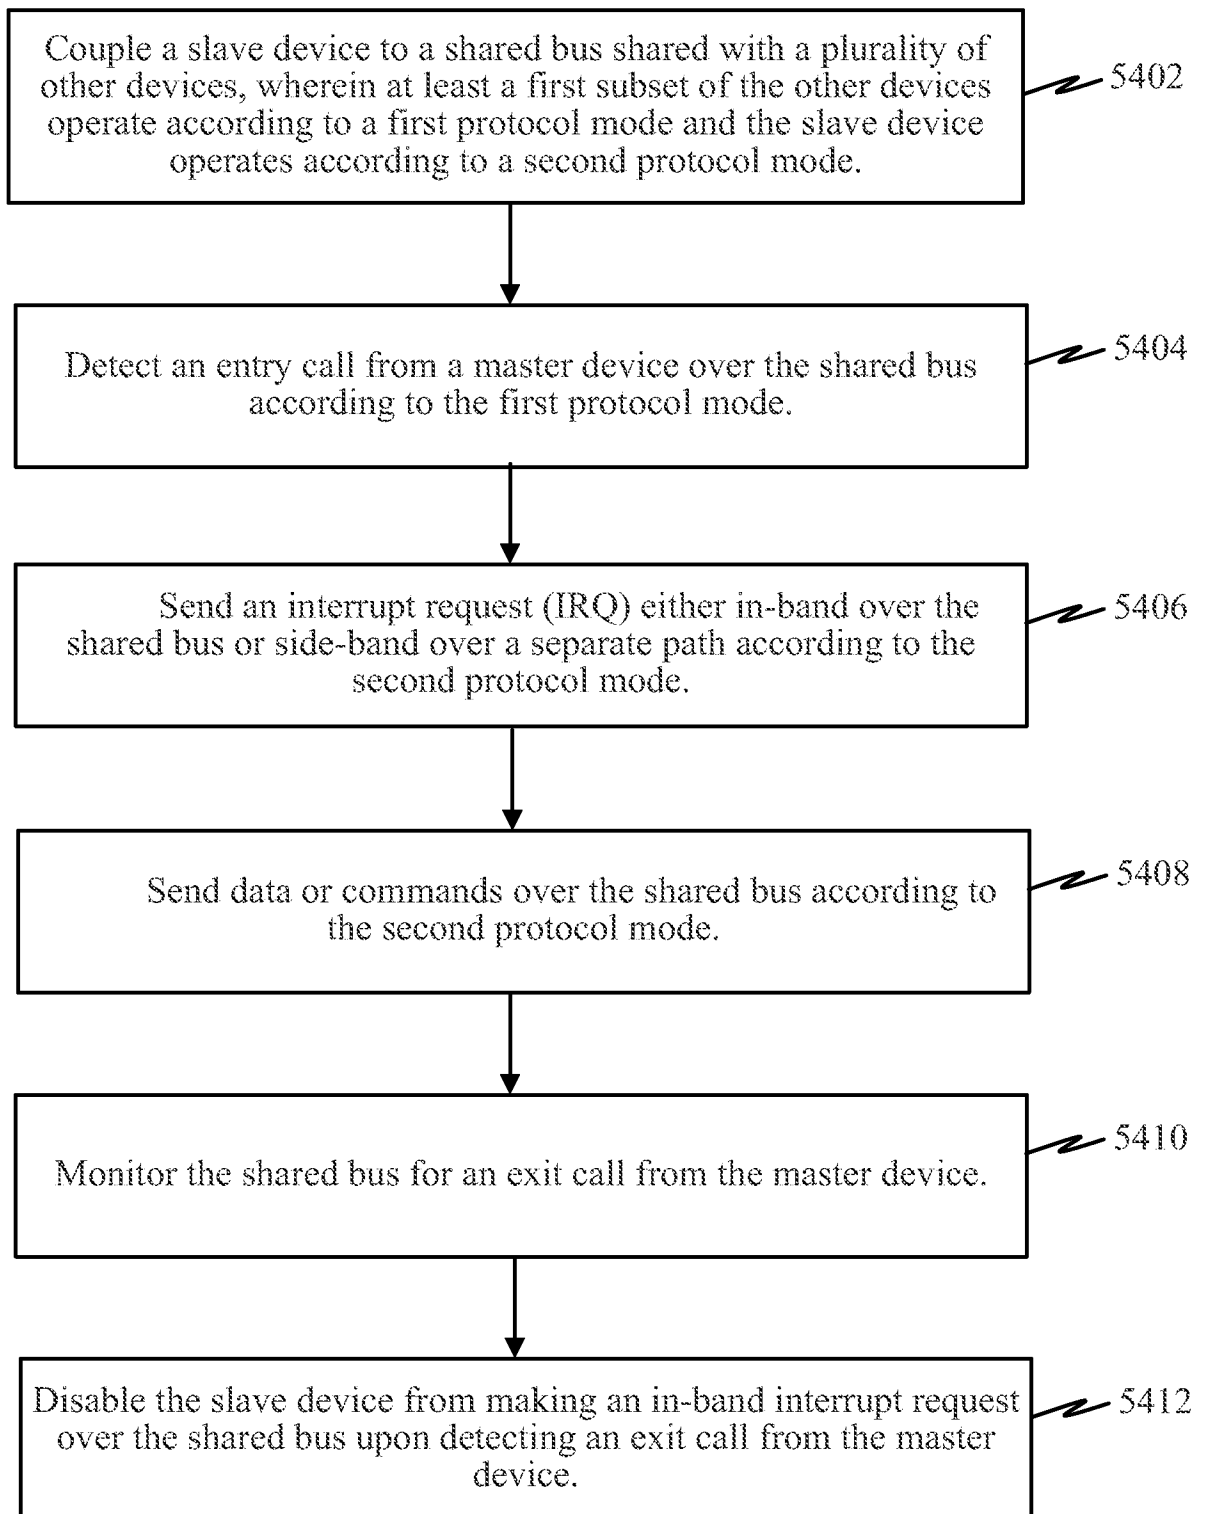 Couple a slave device to a shared bus shared with a plurality of
other devices, wherein at least a first subset of the other devices
operate according to a first protocol mode and the slave device
operates according to a second protocol mode.
5402
Detect an entry call from a master device over the shared bus
according to the first protocol mode.
5404
Send an interrupt request (IRQ) either in-band over the
shared bus or side-band over a separate path according to the
second protocol mode.
5406
Send data or commands over the shared bus according to
the second protocol mode.
5408
Monitor the shared bus for an exit call from the master device.
5410
Disable the slave device from making an in-band interrupt request
over the shared bus upon detecting an exit call from the master
device.
5412